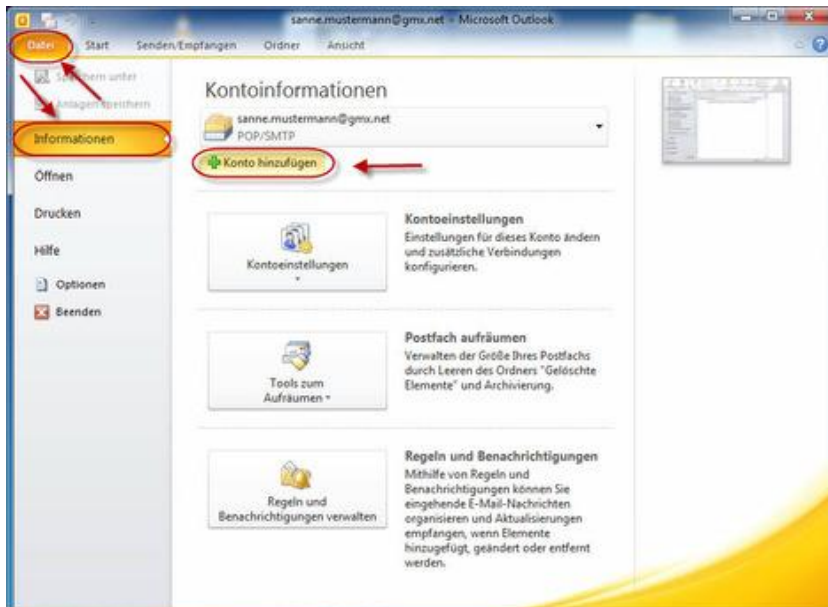 sanne.mustermann@gmx.net - Microsoft Outlook
Datei Start Senden/Empfangen Ordner Ansicht
Speichern unter
Anlagen speichern
Informationen
Öffnen
Drucken
Hilfe
Optionen
Beenden
Kontoinformationen
sanne.mustermann@gmx.net
POP/SMTP
Konto hinzufügen
Kontoeinstellungen
Kontoeinstellungen
Einstellungen für dieses Konto ändern
und zusätzliche Verbindungen
konfigurieren.
Tools zum
Aufräumen
Postfach aufräumen
Verwalten der Größe Ihres Postfachs
durch Leeren des Ordners "Gelöschte
Elemente" und Archivierung.
Regeln und
Benachrichtigungen verwalten
Regeln und Benachrichtigungen
Mithilfe von Regeln und
Benachrichtigungen können Sie
eingehende E-Mail-Nachrichten
organisieren und Aktualisierungen
empfangen, wenn Elemente
hinzugefügt, geändert oder entfernt
werden.